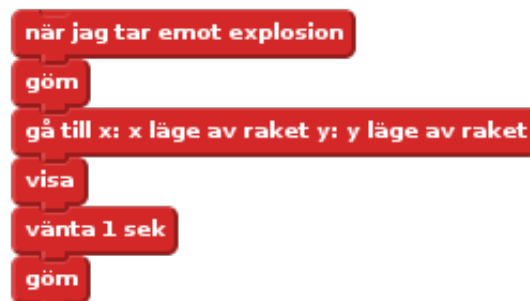 när jag tar emot explosion
göm
gå till x: x läge av raket y: y läge av raket
visa
vänta 1 sek
göm